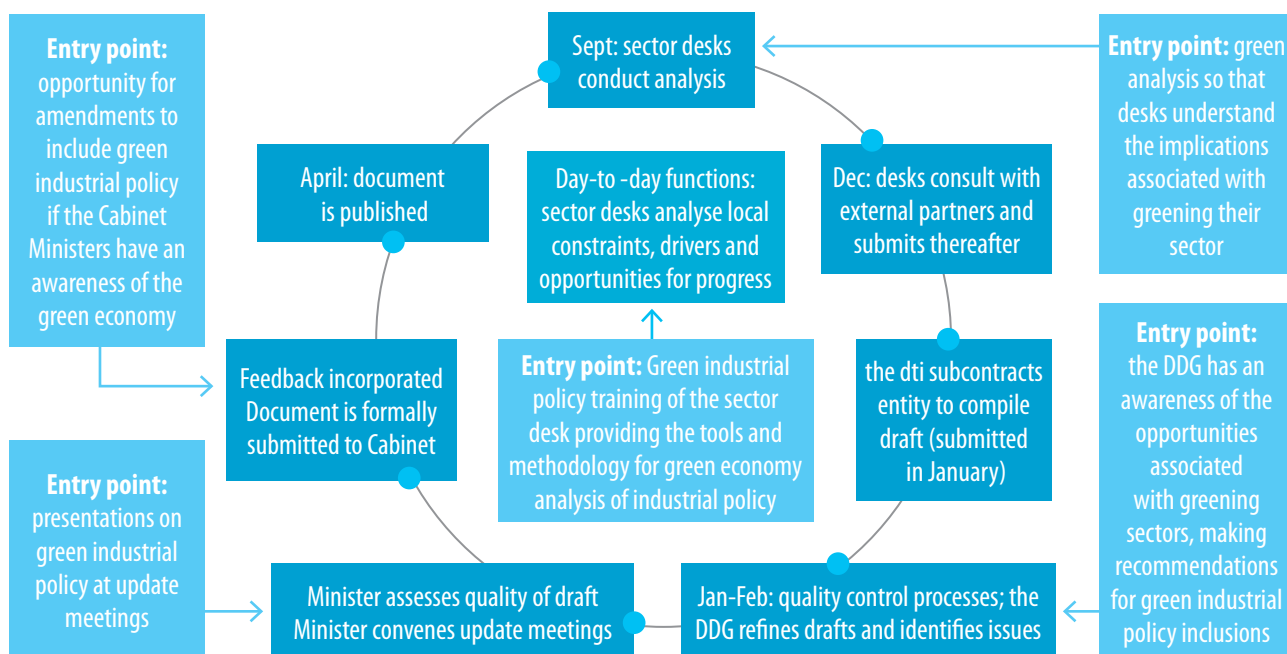 Entry point:
opportunity for
amendments to
include green
industrial policy
if the Cabinet
Ministers have an
awareness of the
green economy
Sept: sector desks
conduct analysis
Entry point: green
analysis so that
desks understand
the implications
associated with
greening their
sector
April: document
is published
Day-to -day functions:
sector desks analyse local
constraints, drivers and
opportunities for progress
Dec: desks consult with
external partners and
submits thereafter
Feedback incorporated
Document is formally
submitted to Cabinet
Entry point: Green industrial
policy training of the sector
desk providing the tools and
methodology for green economy
analysis of industrial policy
the dti subcontracts
entity to compile
draft (submitted
in January)
Entry point:
the DDG has an
awareness of the
opportunities
associated
with greening
sectors, making
recommendations
for green industrial
policy inclusions
Entry point:
presentations on
green industrial
policy at update
meetings
Minister assesses quality of draft
Minister convenes update meetings
Jan-Feb: quality control processes; the
DDG refines drafts and identifies issues